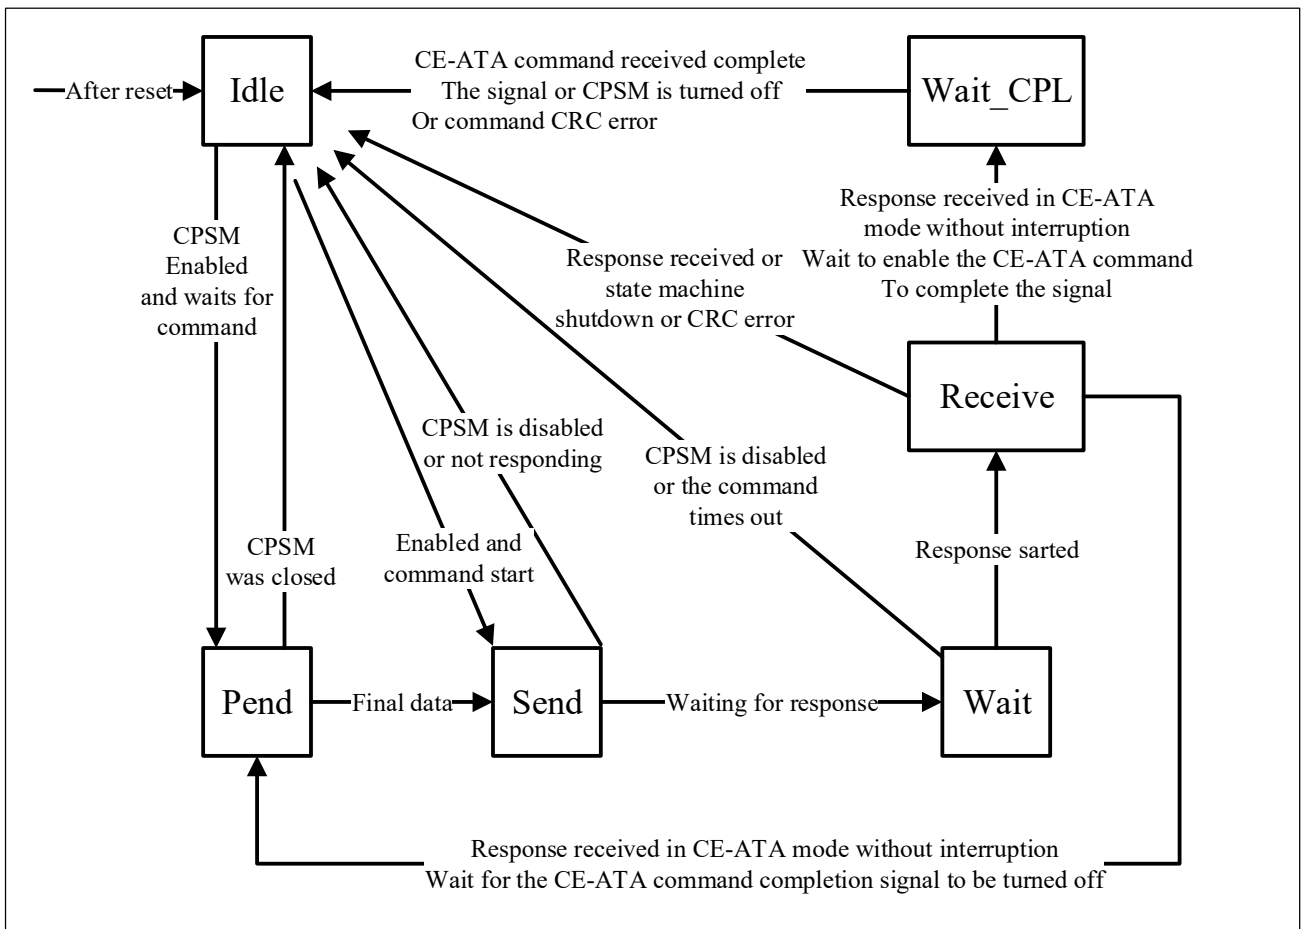 CE-ATA command received complete
The signal or CPSM is turned off
Or command CRC error
After reset
Idle
Wait_CPL
Response received in CE-ATA
mode without interruption
Wait to enable the CE-ATA command
To complete the signal
CPSM
Enabled
and waits for
command
Response received or
state machine
shutdown or CRC error
Receive
CPSM is disabled
or not responding
CPSM is disabled
or the command
times out
CPSM
was closed
Enabled and
command start
Response sarted
Pend
Final data
Send
Waiting for response
Wait
Response received in CE-ATA mode without interruption
Wait for the CE-ATA command completion signal to be turned off